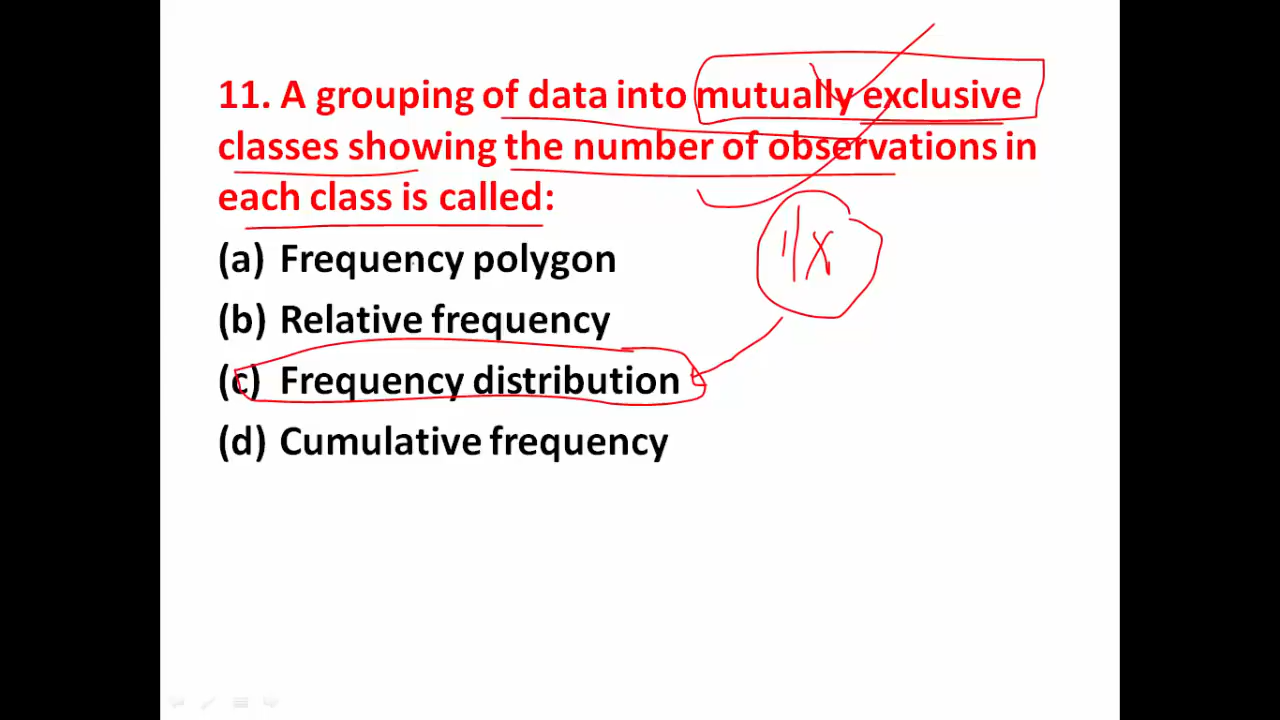 11. A grouping of data into mutually exclusive
classes showing the number of observations in
each class is called:
(a) Frequency polygon
(b) Relative frequency
(c) Frequency distribution
(d) Cumulative frequency